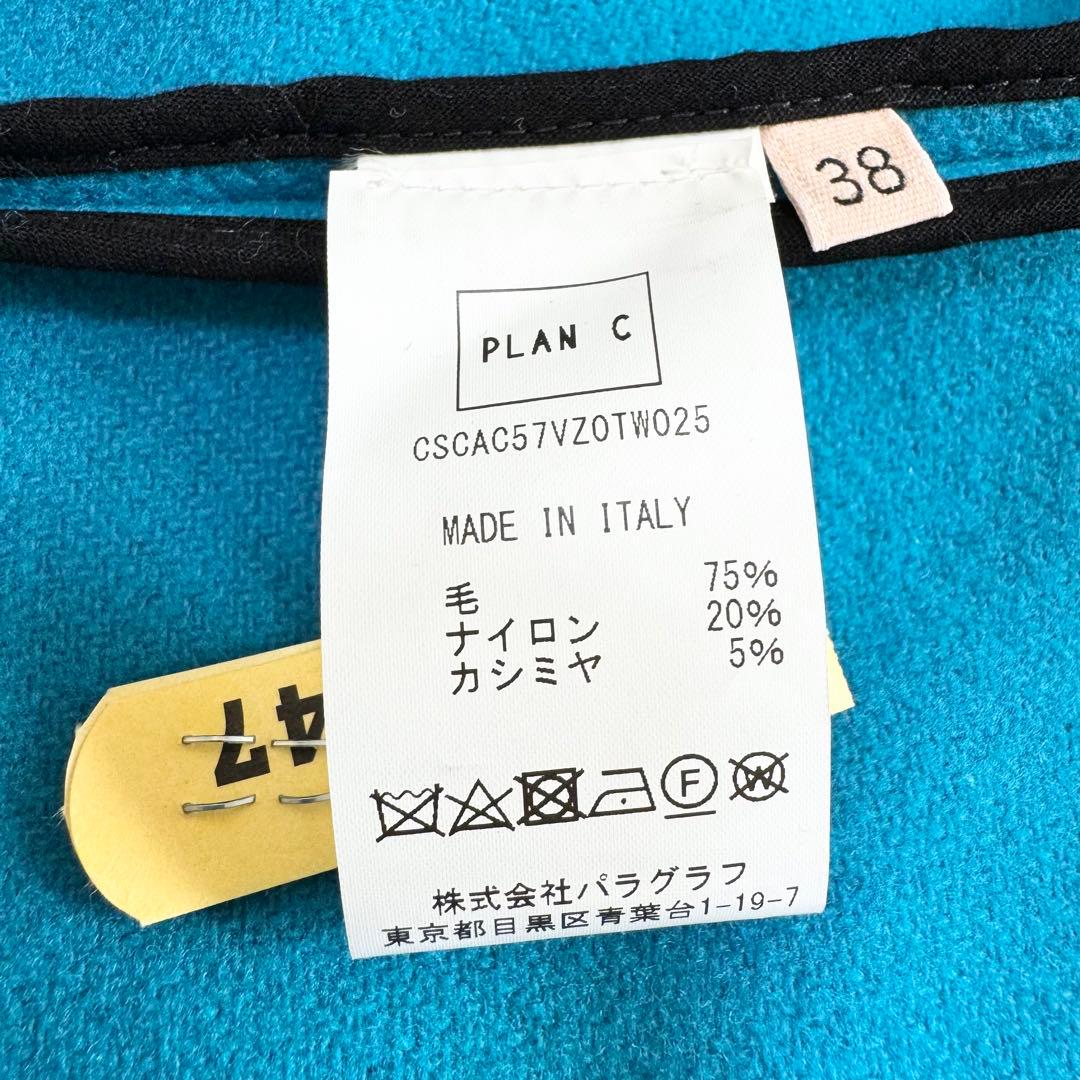 38
PLAN C
CSCAC57VZ0TW025
MADE IN ITALY
毛 75%
ナイロン 20%
カシミヤ 5%
F
W
株式会社パラグラフ
東京都目黒区青葉台1-19-7
47